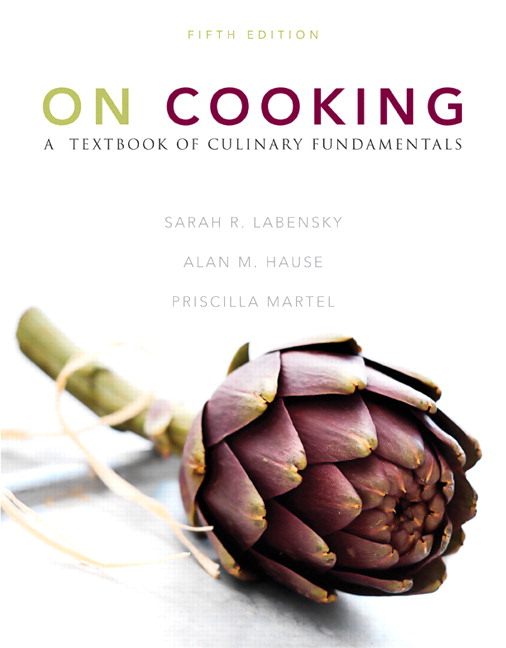 FIFTH EDITION
ON COOKING
A TEXTBOOK OF CULINARY FUNDAMENTALS
SARAH R. LABENSKY
ALAN M. HAUSE
PRISCILLA MARTEL